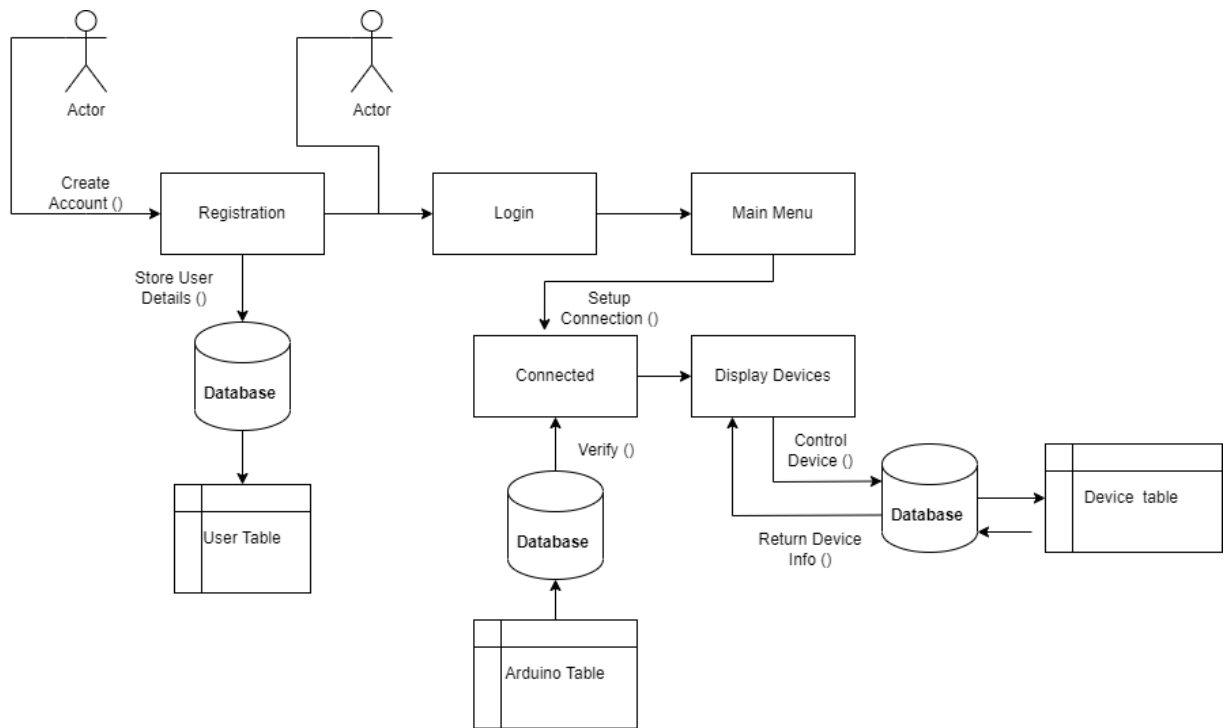 Actor
Actor
Create
Account ()
Registration
Login
Main Menu
Store User
Details ()
Setup
Connection ()
Database
Connected
Display Devices
Verify ()
Control
Device ()
User Table
Database
Database
Device table
Return Device
Info ()
Arduino Table